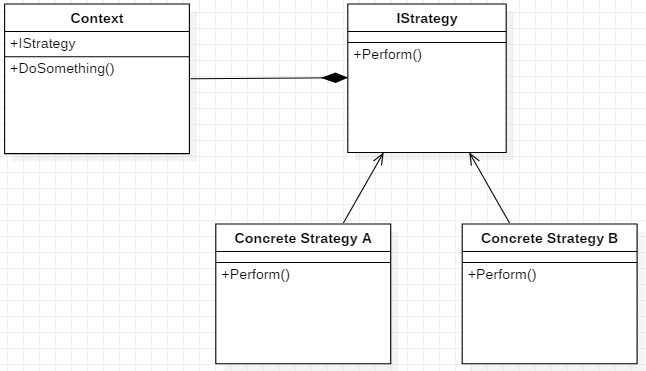 Context
+IStrategy
+DoSomething()
IStrategy
+Perform()
Concrete Strategy A
+Perform()
Concrete Strategy B
+Perform()